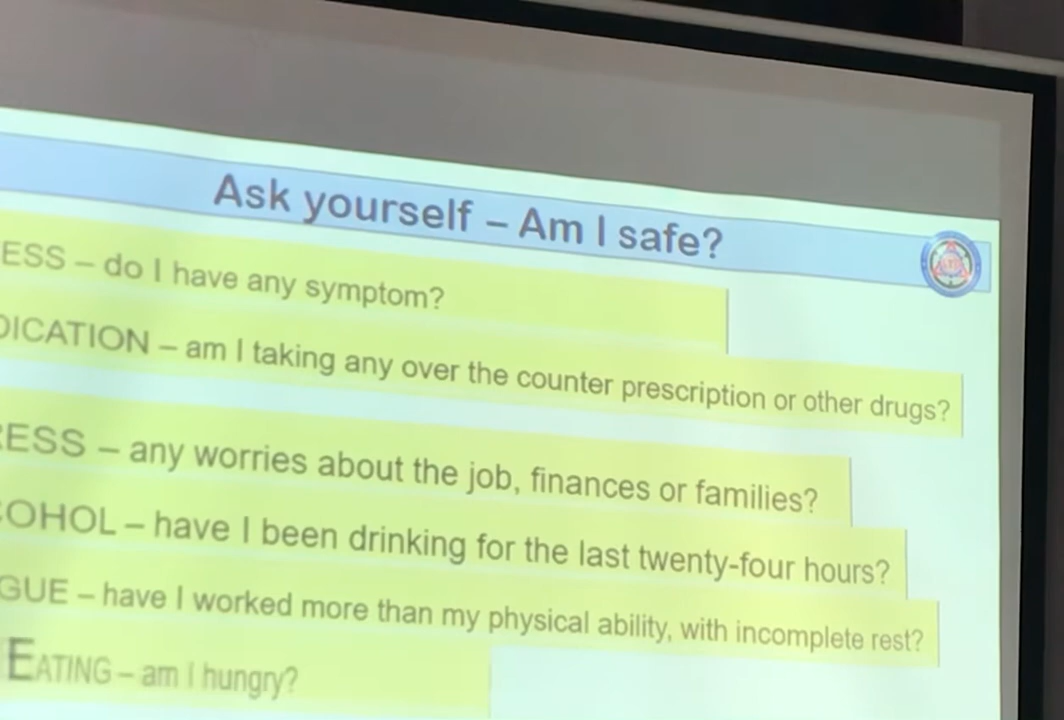 Ask yourself – Am I safe?
ESS – do I have any symptom?
DICATION – am I taking any over the counter prescription or other drugs?
RESS – any worries about the job, finances or families?
COHOL – have I been drinking for the last twenty-four hours?
GUE – have I worked more than my physical ability, with incomplete rest?
EATING – am I hungry?